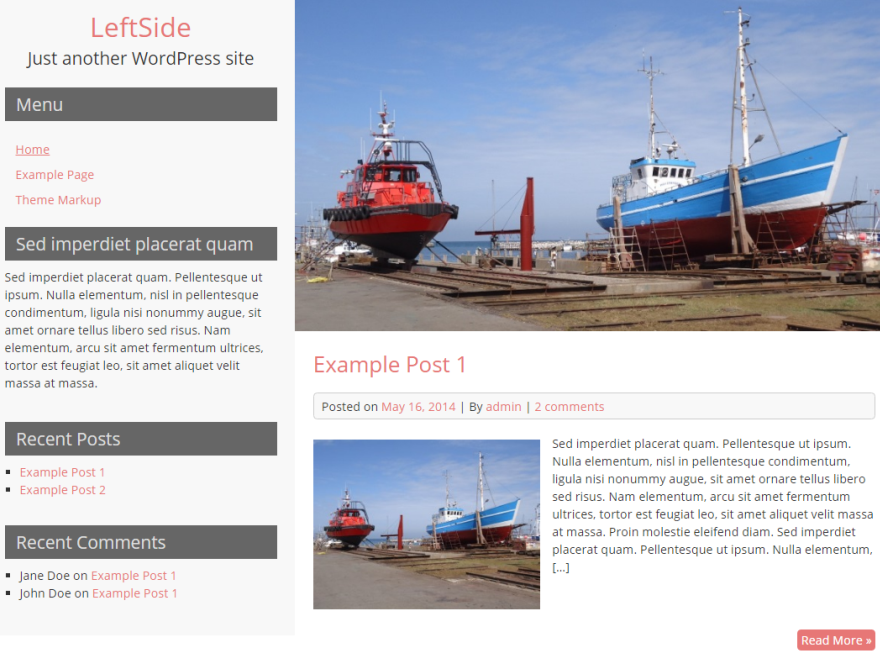 LeftSide
Just another WordPress site
Menu
Home
Example Page
Theme Markup
Sed imperdiet placerat quam
Sed imperdiet placerat quam. Pellentesque ut
ipsum. Nulla elementum, nisl in pellentesque
condimentum, ligula nisi nonummy augue, sit
amet ornare tellus libero sed risus. Nam
elementum, arcu sit amet fermentum ultrices,
tortor est feugiat leo, sit amet aliquet velit
massa at massa.
Recent Posts
Example Post 1
Example Post 2
Recent Comments
Jane Doe on Example Post 1
John Doe on Example Post 1
Example Post 1
Posted on May 16, 2014 | By admin | 2 comments
Sed imperdiet placerat quam. Pellentesque ut ipsum.
Nulla elementum, nisl in pellentesque condimentum,
ligula nisi nonummy augue, sit amet ornare tellus libero
sed risus. Nam elementum, arcu sit amet fermentum
ultrices, tortor est feugiat leo, sit amet aliquet velit massa
at massa. Proin molestie eleifend diam. Sed imperdiet
placerat quam. Pellentesque ut ipsum. Nulla elementum,
[...]
Read More »